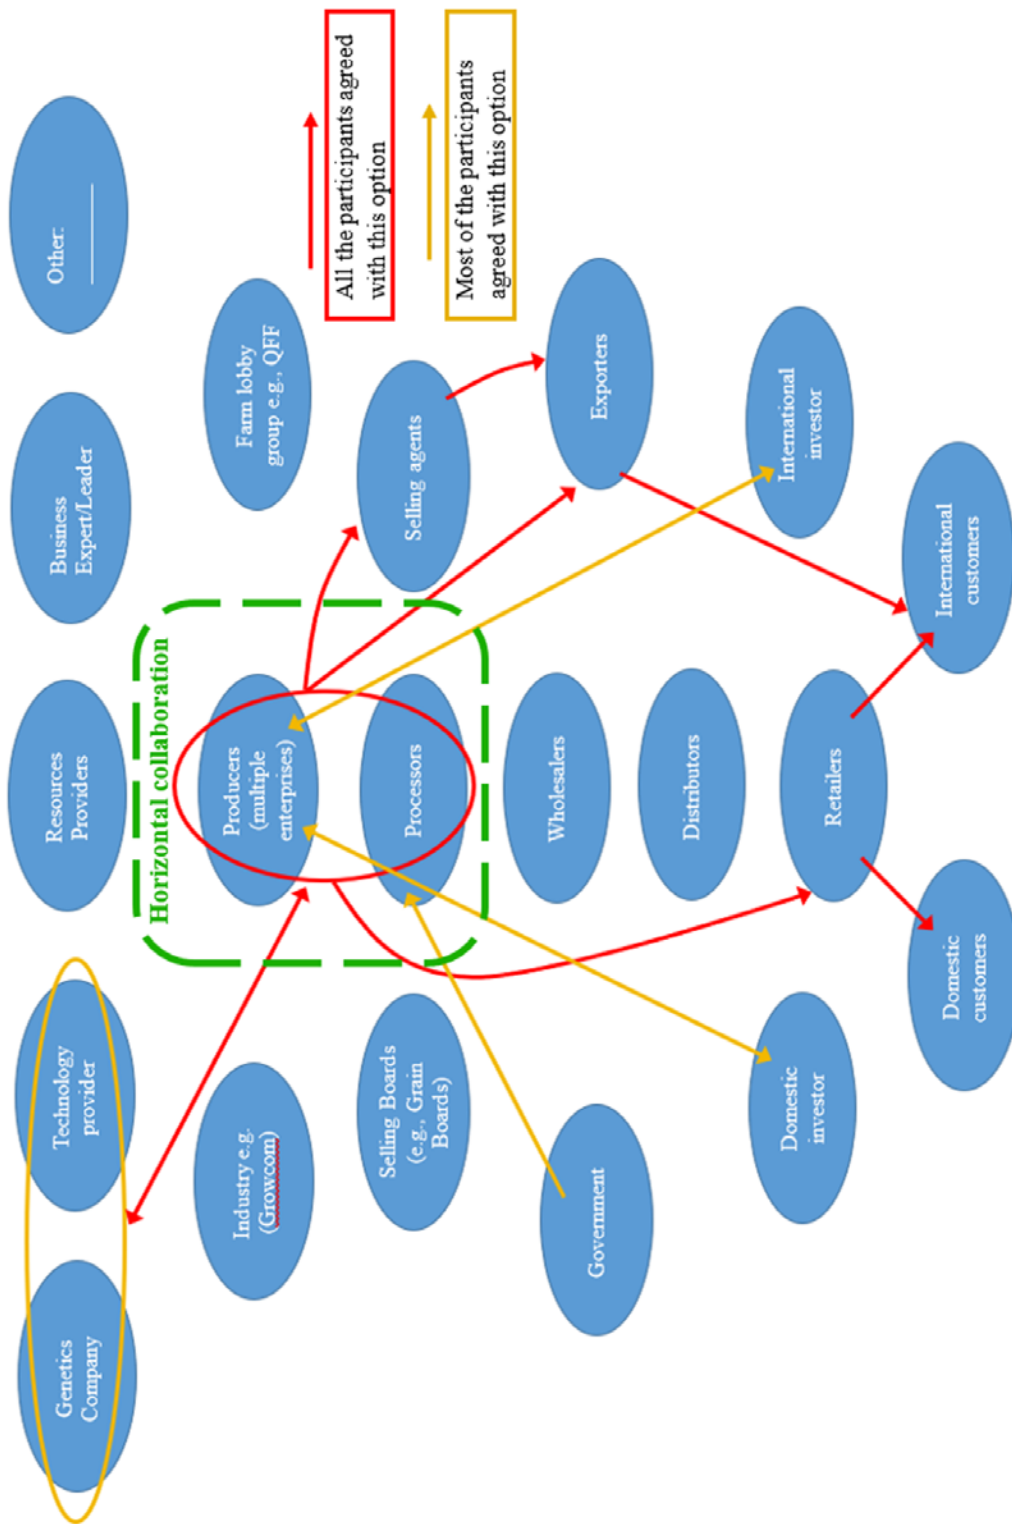 Genetics
Company
Technology
provider
Resources
Providers
Business
Expert/Leader
Other:
Horizontal collaboration
Industry e.g.
(Growcom)
Producers
(multiple
enterprises)
Farm lobby
group e.g., QFF
All the participants agreed
with this option
Selling Boards
(e.g., Grain
Boards)
Processors
Selling agents
Most of the participants
agreed with this option
Government
Wholesalers
Exporters
Distributors
Domestic
investor
Retailers
International
investor
Domestic
customers
International
customers